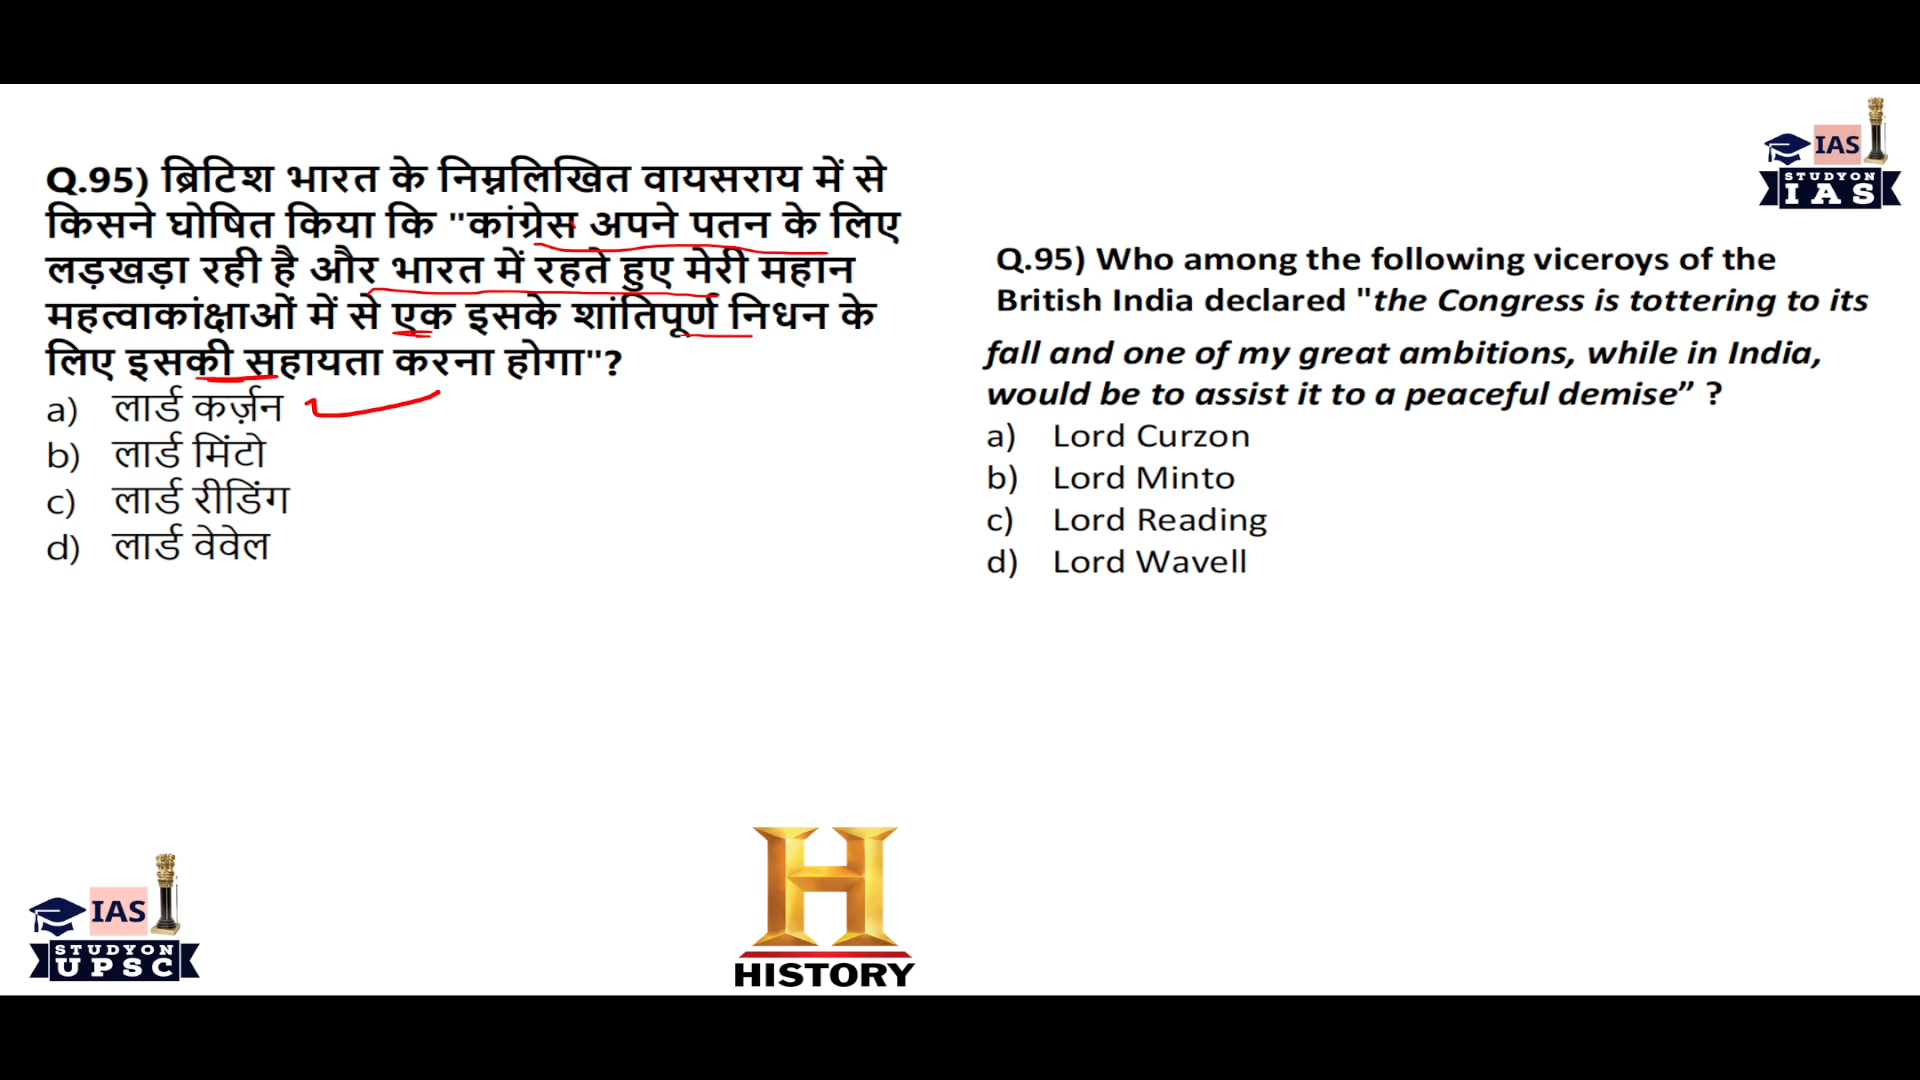 Q.95) ब्रिटिश भारत के निम्नलिखित वायसराय में से
किसने घोषित किया कि "कांग्रेस अपने पतन के लिए
लड़खड़ा रही है और भारत में रहते हुए मेरी महान
महत्वाकांक्षाओं में से एक इसके शांतिपूर्ण निधन के
लिए इसकी सहायता करना होगा"?
a) लार्ड कर्ज़न
b) लार्ड मिंटो
c) लार्ड रीडिंग
d) लार्ड वेवेल
IAS
STUDYON
IAS
Q.95) Who among the following viceroys of the
British India declared "the Congress is tottering to its
fall and one of my great ambitions, while in India,
would be to assist it to a peaceful demise” ?
a) Lord Curzon
b) Lord Minto
c) Lord Reading
d) Lord Wavell
IAS
STUDYON
UPSC
H
HISTORY